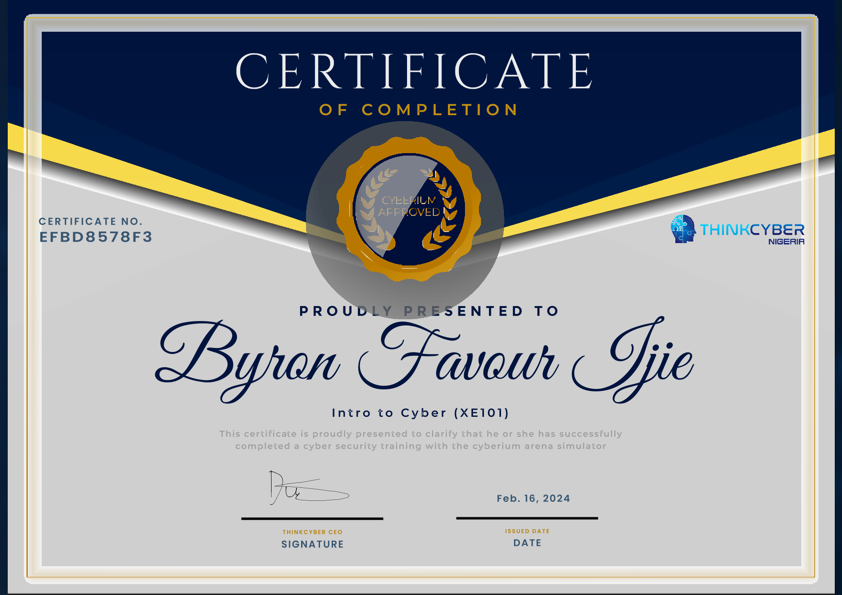 CERTIFICATE
OF COMPLETION
CYBERIUM
APPROVED
CERTIFICATE NO.
EFBD8578F3
THINKCYBER
NIGERIA
PROUDLY PRESENTED TO
Byron Favour Ijie
Intro to Cyber (XE101)
This certificate is proudly presented to clarify that he or she has successfully
completed a cyber security training with the cyberium arena simulator
Feb. 16, 2024
THINKCYBER CEO
SIGNATURE
ISSUED DATE
DATE